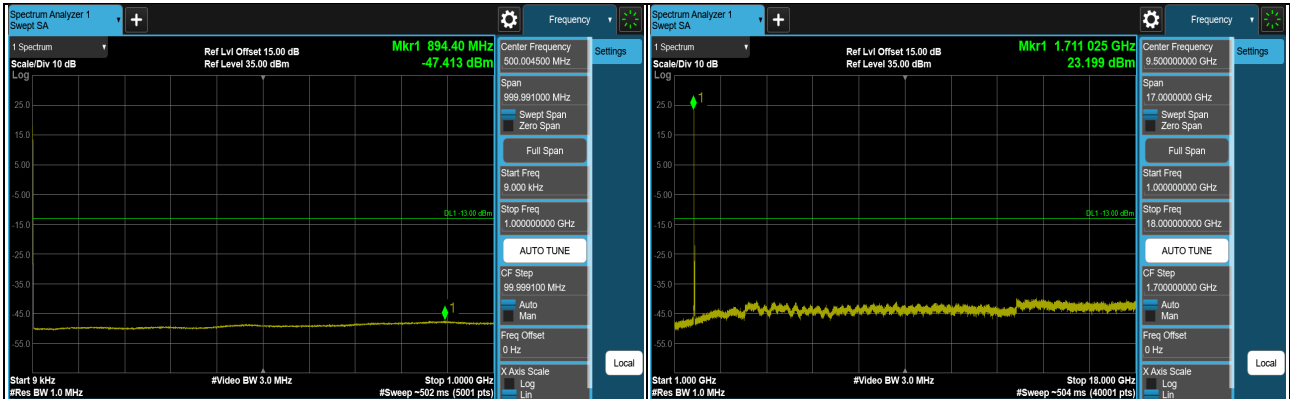 Spectrum Analyzer 1
Swept SA
+
Frequency
1 Spectrum
Scale/Div 10 dB
Log
Ref Lvl Offset 15.00 dB
Ref Level 35.00 dBm
Mkr1 894.40 MHz
-47.413 dBm
25.0
15.0
5.00
-5.00
-15.0
-25.0
-35.0
-45.0
-55.0
DL1 -13.00 dBm
1
Start 9 kHz
#Res BW 1.0 MHz
#Video BW 3.0 MHz
Stop 1.0000 GHz
#Sweep ~502 ms (5001 pts)
Center Frequency
500.004500 MHz
Span
999.991000 MHz
Swept Span
Zero Span
Full Span
Start Freq
9.000 kHz
Stop Freq
1.000000000 GHz
AUTO TUNE
CF Step
99.999100 MHz
Auto
Man
Freq Offset
0 Hz
X Axis Scale
Log
Lin
Settings
Local
Spectrum Analyzer 1
Swept SA
+
Frequency
1 Spectrum
Scale/Div 10 dB
Log
Ref Lvl Offset 15.00 dB
Ref Level 35.00 dBm
Mkr1 1.711 025 GHz
23.199 dBm
25.0
15.0
5.00
-5.00
-15.0
-25.0
-35.0
-45.0
-55.0
1
DL1 -13.00 dBm
Start 1.000 GHz
#Res BW 1.0 MHz
#Video BW 3.0 MHz
Stop 18.000 GHz
#Sweep ~504 ms (40001 pts)
Center Frequency
9.500000000 GHz
Span
17.0000000 GHz
Swept Span
Zero Span
Full Span
Start Freq
1.000000000 GHz
Stop Freq
18.000000000 GHz
AUTO TUNE
CF Step
1.700000000 GHz
Auto
Man
Freq Offset
0 Hz
X Axis Scale
Log
Lin
Settings
Local